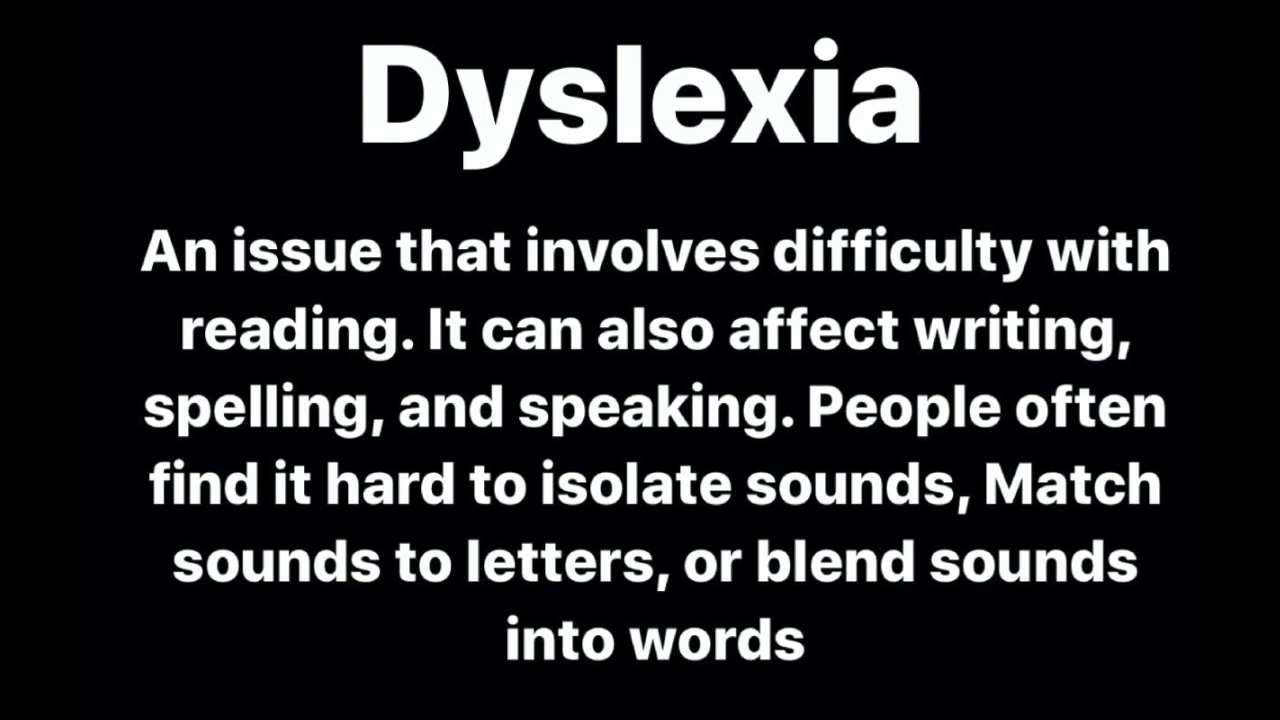 Dyslexia
An issue that involves difficulty with
reading. It can also affect writing,
spelling, and speaking. People often
find it hard to isolate sounds, Match
sounds to letters, or blend sounds
into words